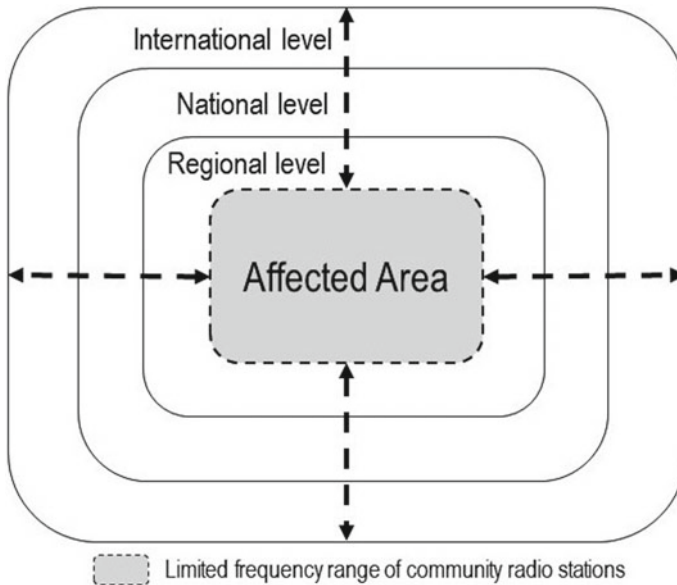 International level
National level
Regional level
Affected Area
Limited frequency range of community radio stations